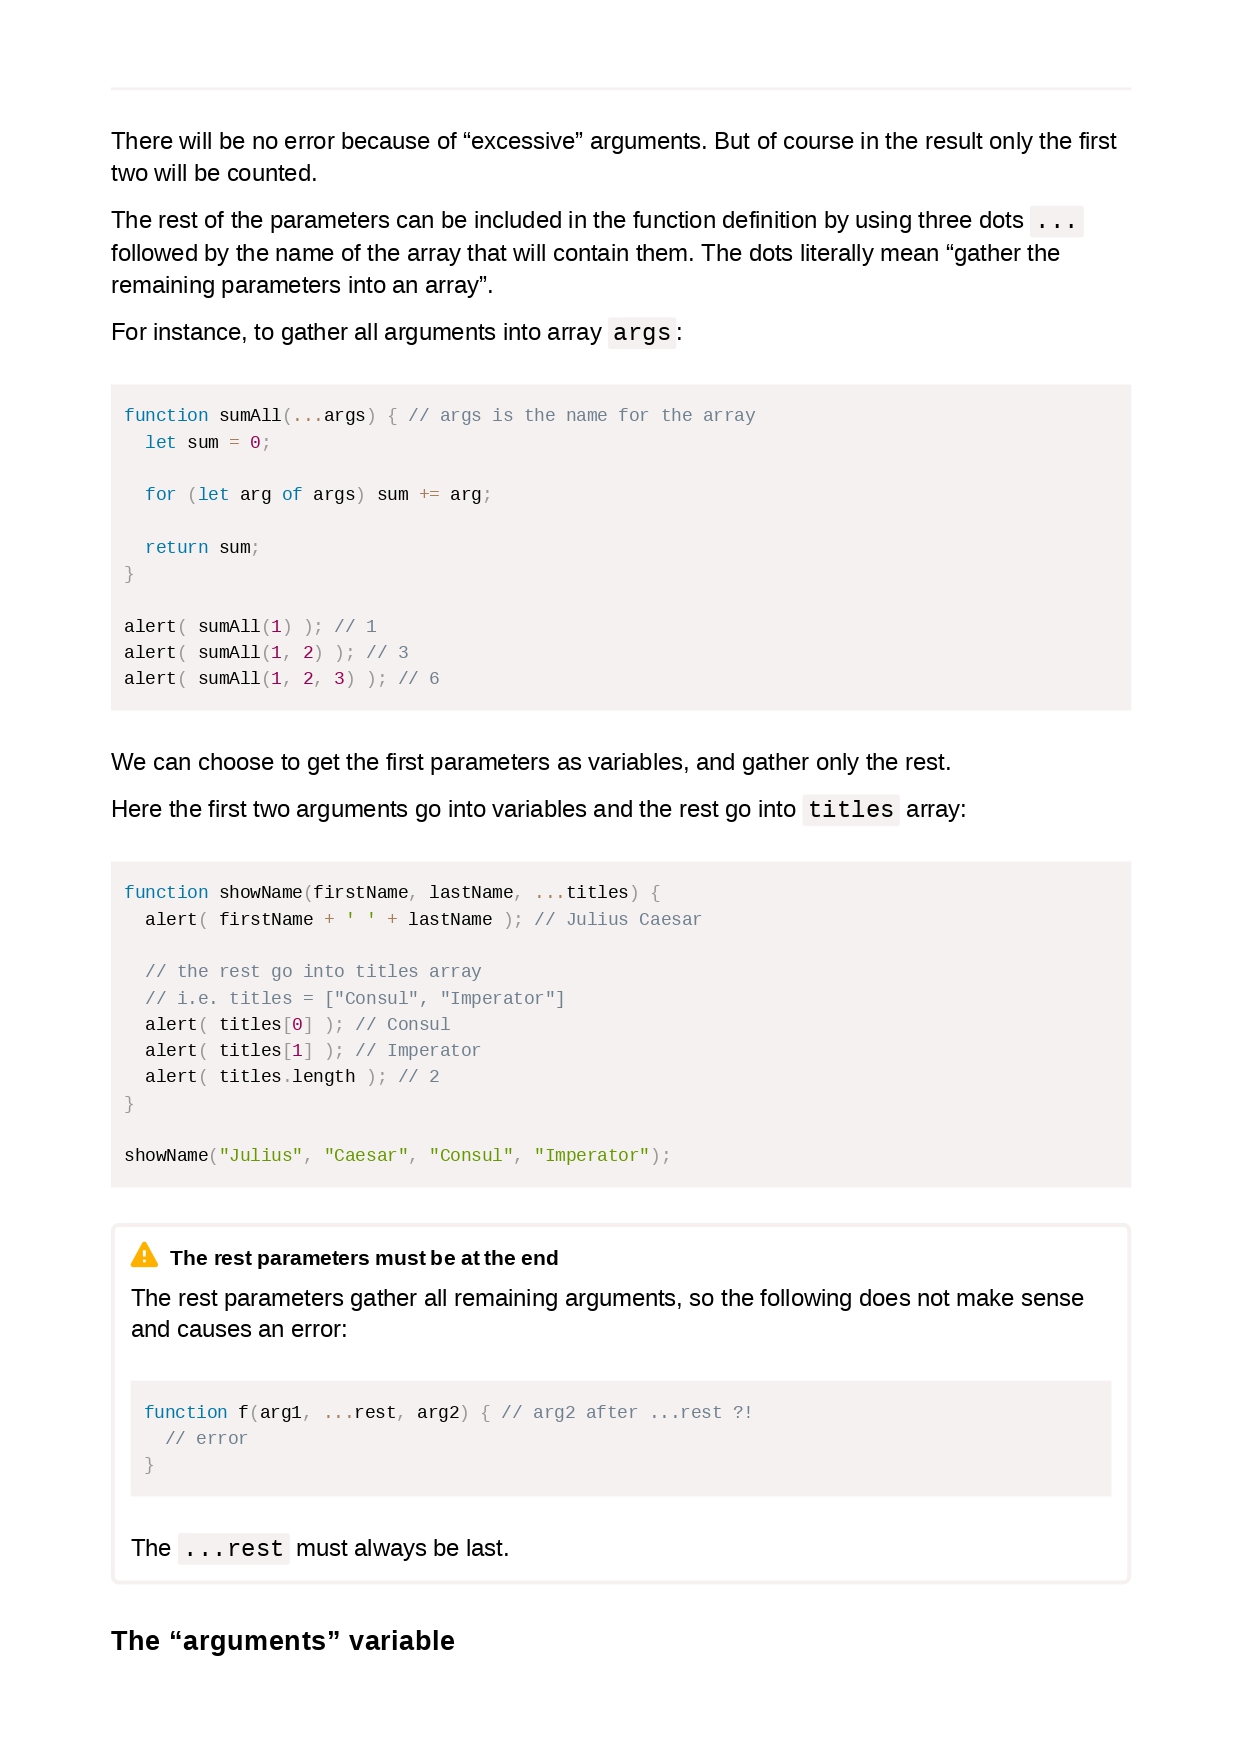 There will be no error because of “excessive” arguments. But of course in the result only the first
two will be counted.
The rest of the parameters can be included in the function definition by using three dots ...
followed by the name of the array that will contain them. The dots literally mean “gather the
remaining parameters into an array”.
For instance, to gather all arguments into array args:
function sumAll(...args) { // args is the name for the array
  let sum = 0;
  for (let arg of args) sum += arg;
  return sum;
}
alert( sumAll(1) ); // 1
alert( sumAll(1, 2) ); // 3
alert( sumAll(1, 2, 3) ); // 6
We can choose to get the first parameters as variables, and gather only the rest.
Here the first two arguments go into variables and the rest go into titles array:
function showName(firstName, lastName, ...titles) {
  alert( firstName + ' ' + lastName ); // Julius Caesar
  // the rest go into titles array
  // i.e. titles = ["Consul", "Imperator"]
  alert( titles[0] ); // Consul
  alert( titles[1] ); // Imperator
  alert( titles.length ); // 2
}
showName("Julius", "Caesar", "Consul", "Imperator");
The rest parameters must be at the end
The rest parameters gather all remaining arguments, so the following does not make sense
and causes an error:
function f(arg1, ...rest, arg2) { // arg2 after ...rest ?!
  // error
}
The ...rest must always be last.
The “arguments” variable